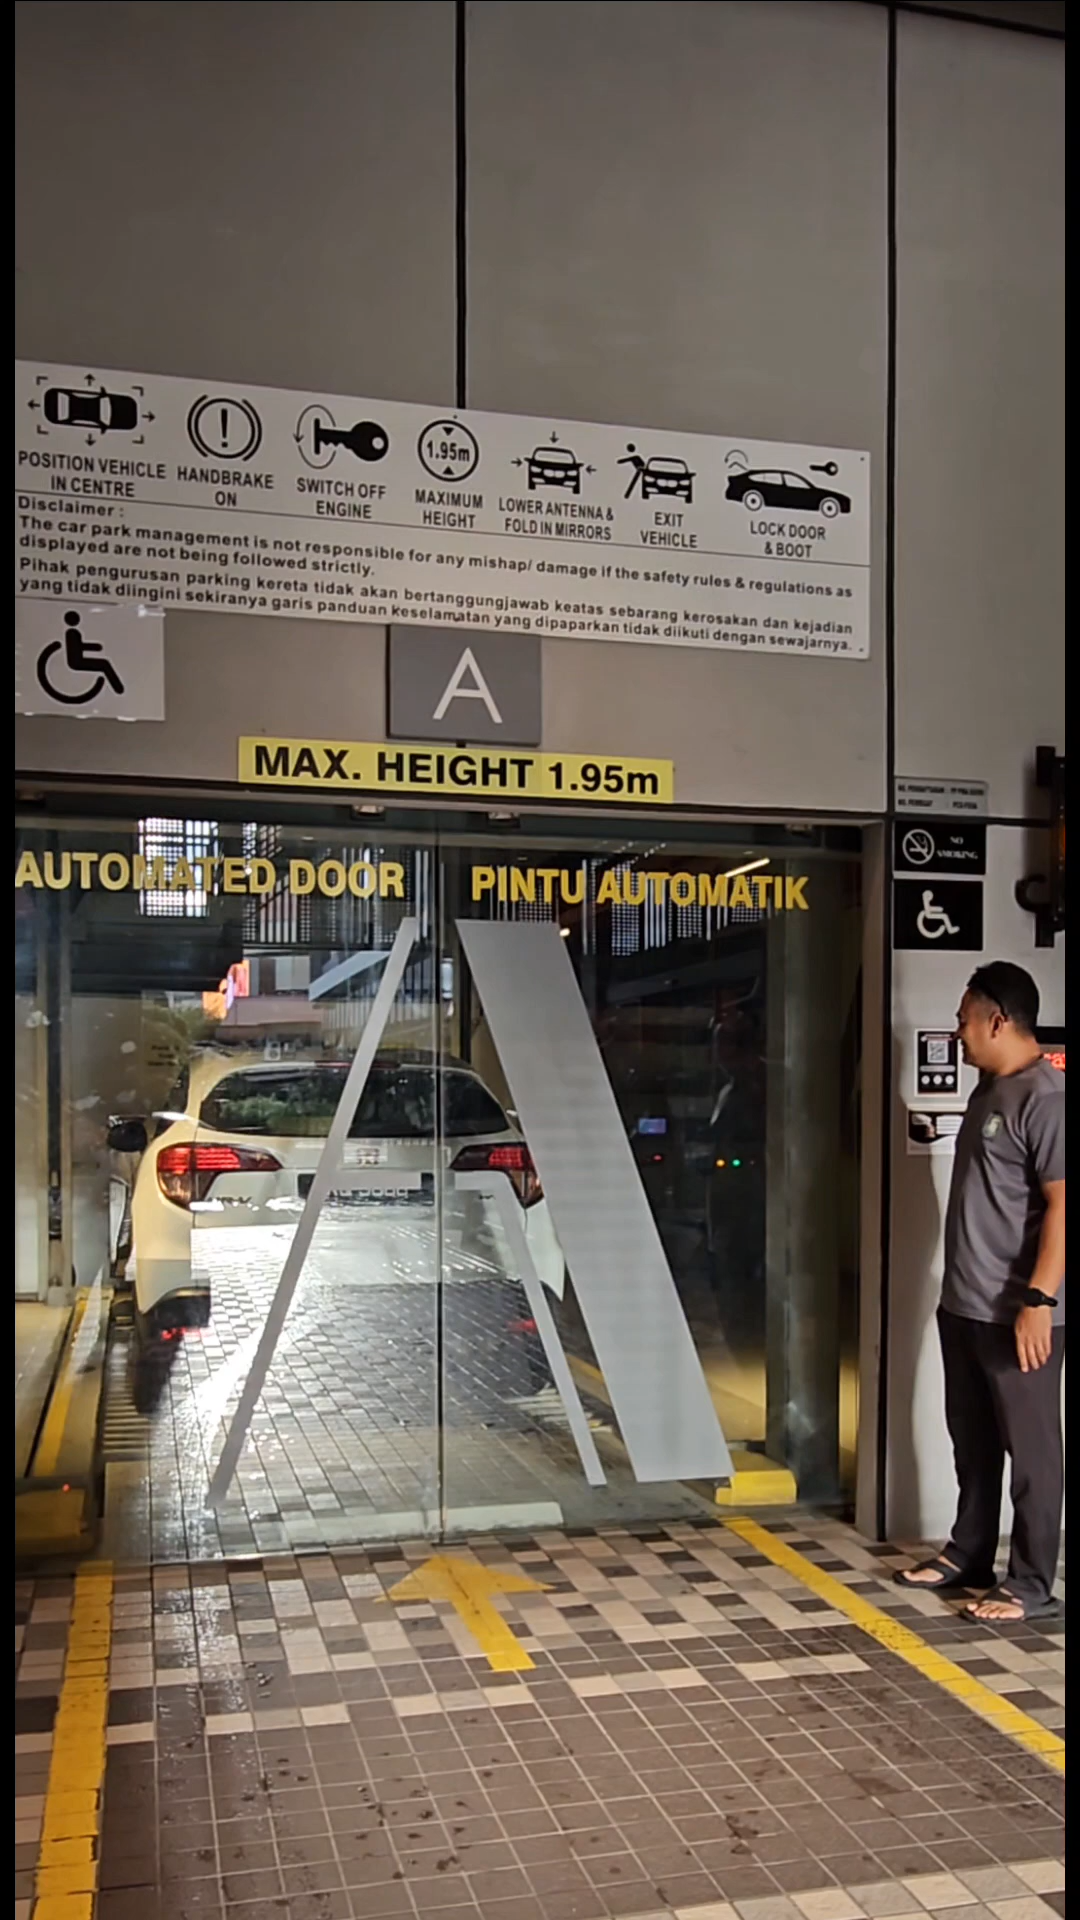 POSITION VEHICLE
IN CENTRE
HANDBRAKE
ON
SWITCH OFF
ENGINE
1.95m
MAXIMUM
HEIGHT
LOWER ANTENNA &
FOLD IN MIRRORS
EXIT
VEHICLE
LOCK DOOR
& BOOT
Disclaimer :
The car park management is not responsible for any mishap/ damage if the safety rules & regulations as
displayed are not being followed strictly.
Pihak pengurusan parking kereta tidak akan bertanggungjawab keatas sebarang kerosakan dan kejadian
yang tidak diingini sekiranya garis panduan keselamatan yang dipaparkan tidak diikuti dengan sewajarnya.
A
MAX. HEIGHT 1.95m
AUTOMATED DOOR
PINTU AUTOMATIK
NO
SMOKING